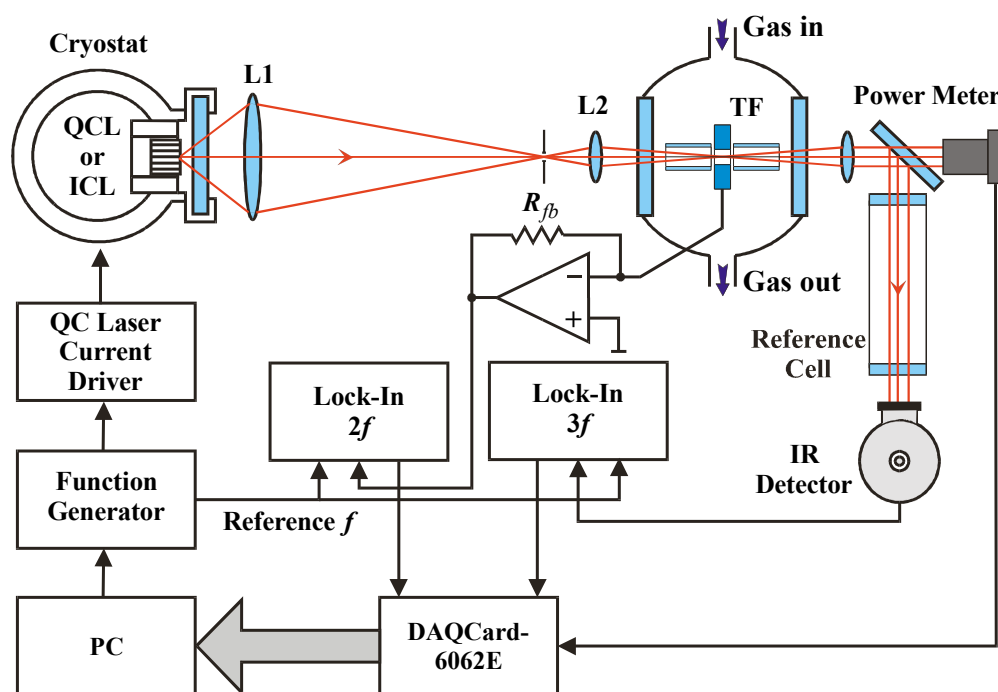 Cryostat
QCL
or
ICL
L1
L2
Gas in
TF
Power Meter
R_fb
−
+
Gas out
Reference
Cell
QC Laser
Current
Driver
Lock-In
2f
Lock-In
3f
IR
Detector
Function
Generator
Reference f
PC
DAQCard-
6062E